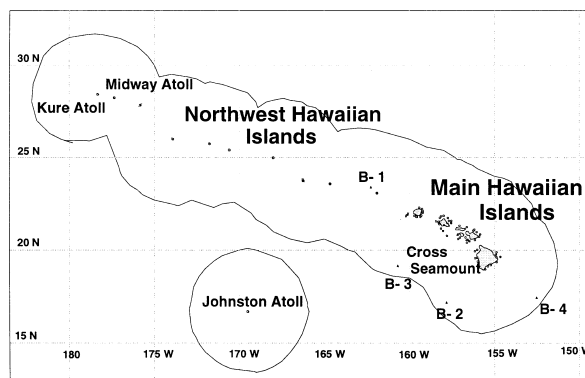 30 N
Midway Atoll
Kure Atoll
Northwest Hawaiian
Islands
25 N
B- 1
Main Hawaiian
Islands
20 N
Cross
Seamount
B- 3
Johnston Atoll
B- 2
B- 4
15 N
180
175 W
170 W
165 W
160 W
155 W
150 W